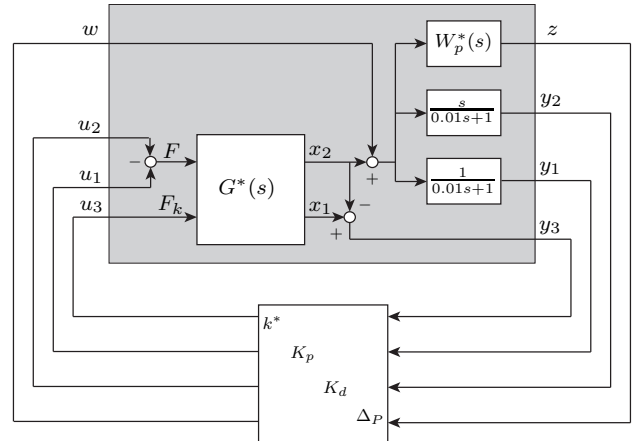 w
W_p^*(s)
z
u_2
s
0.01s+1
y_2
−
F
x_2
u_1
G^*(s)
+
1
0.01s+1
y_1
u_3
F_k
x_1
−
+
y_3
k^*
K_p
K_d
Δ_P